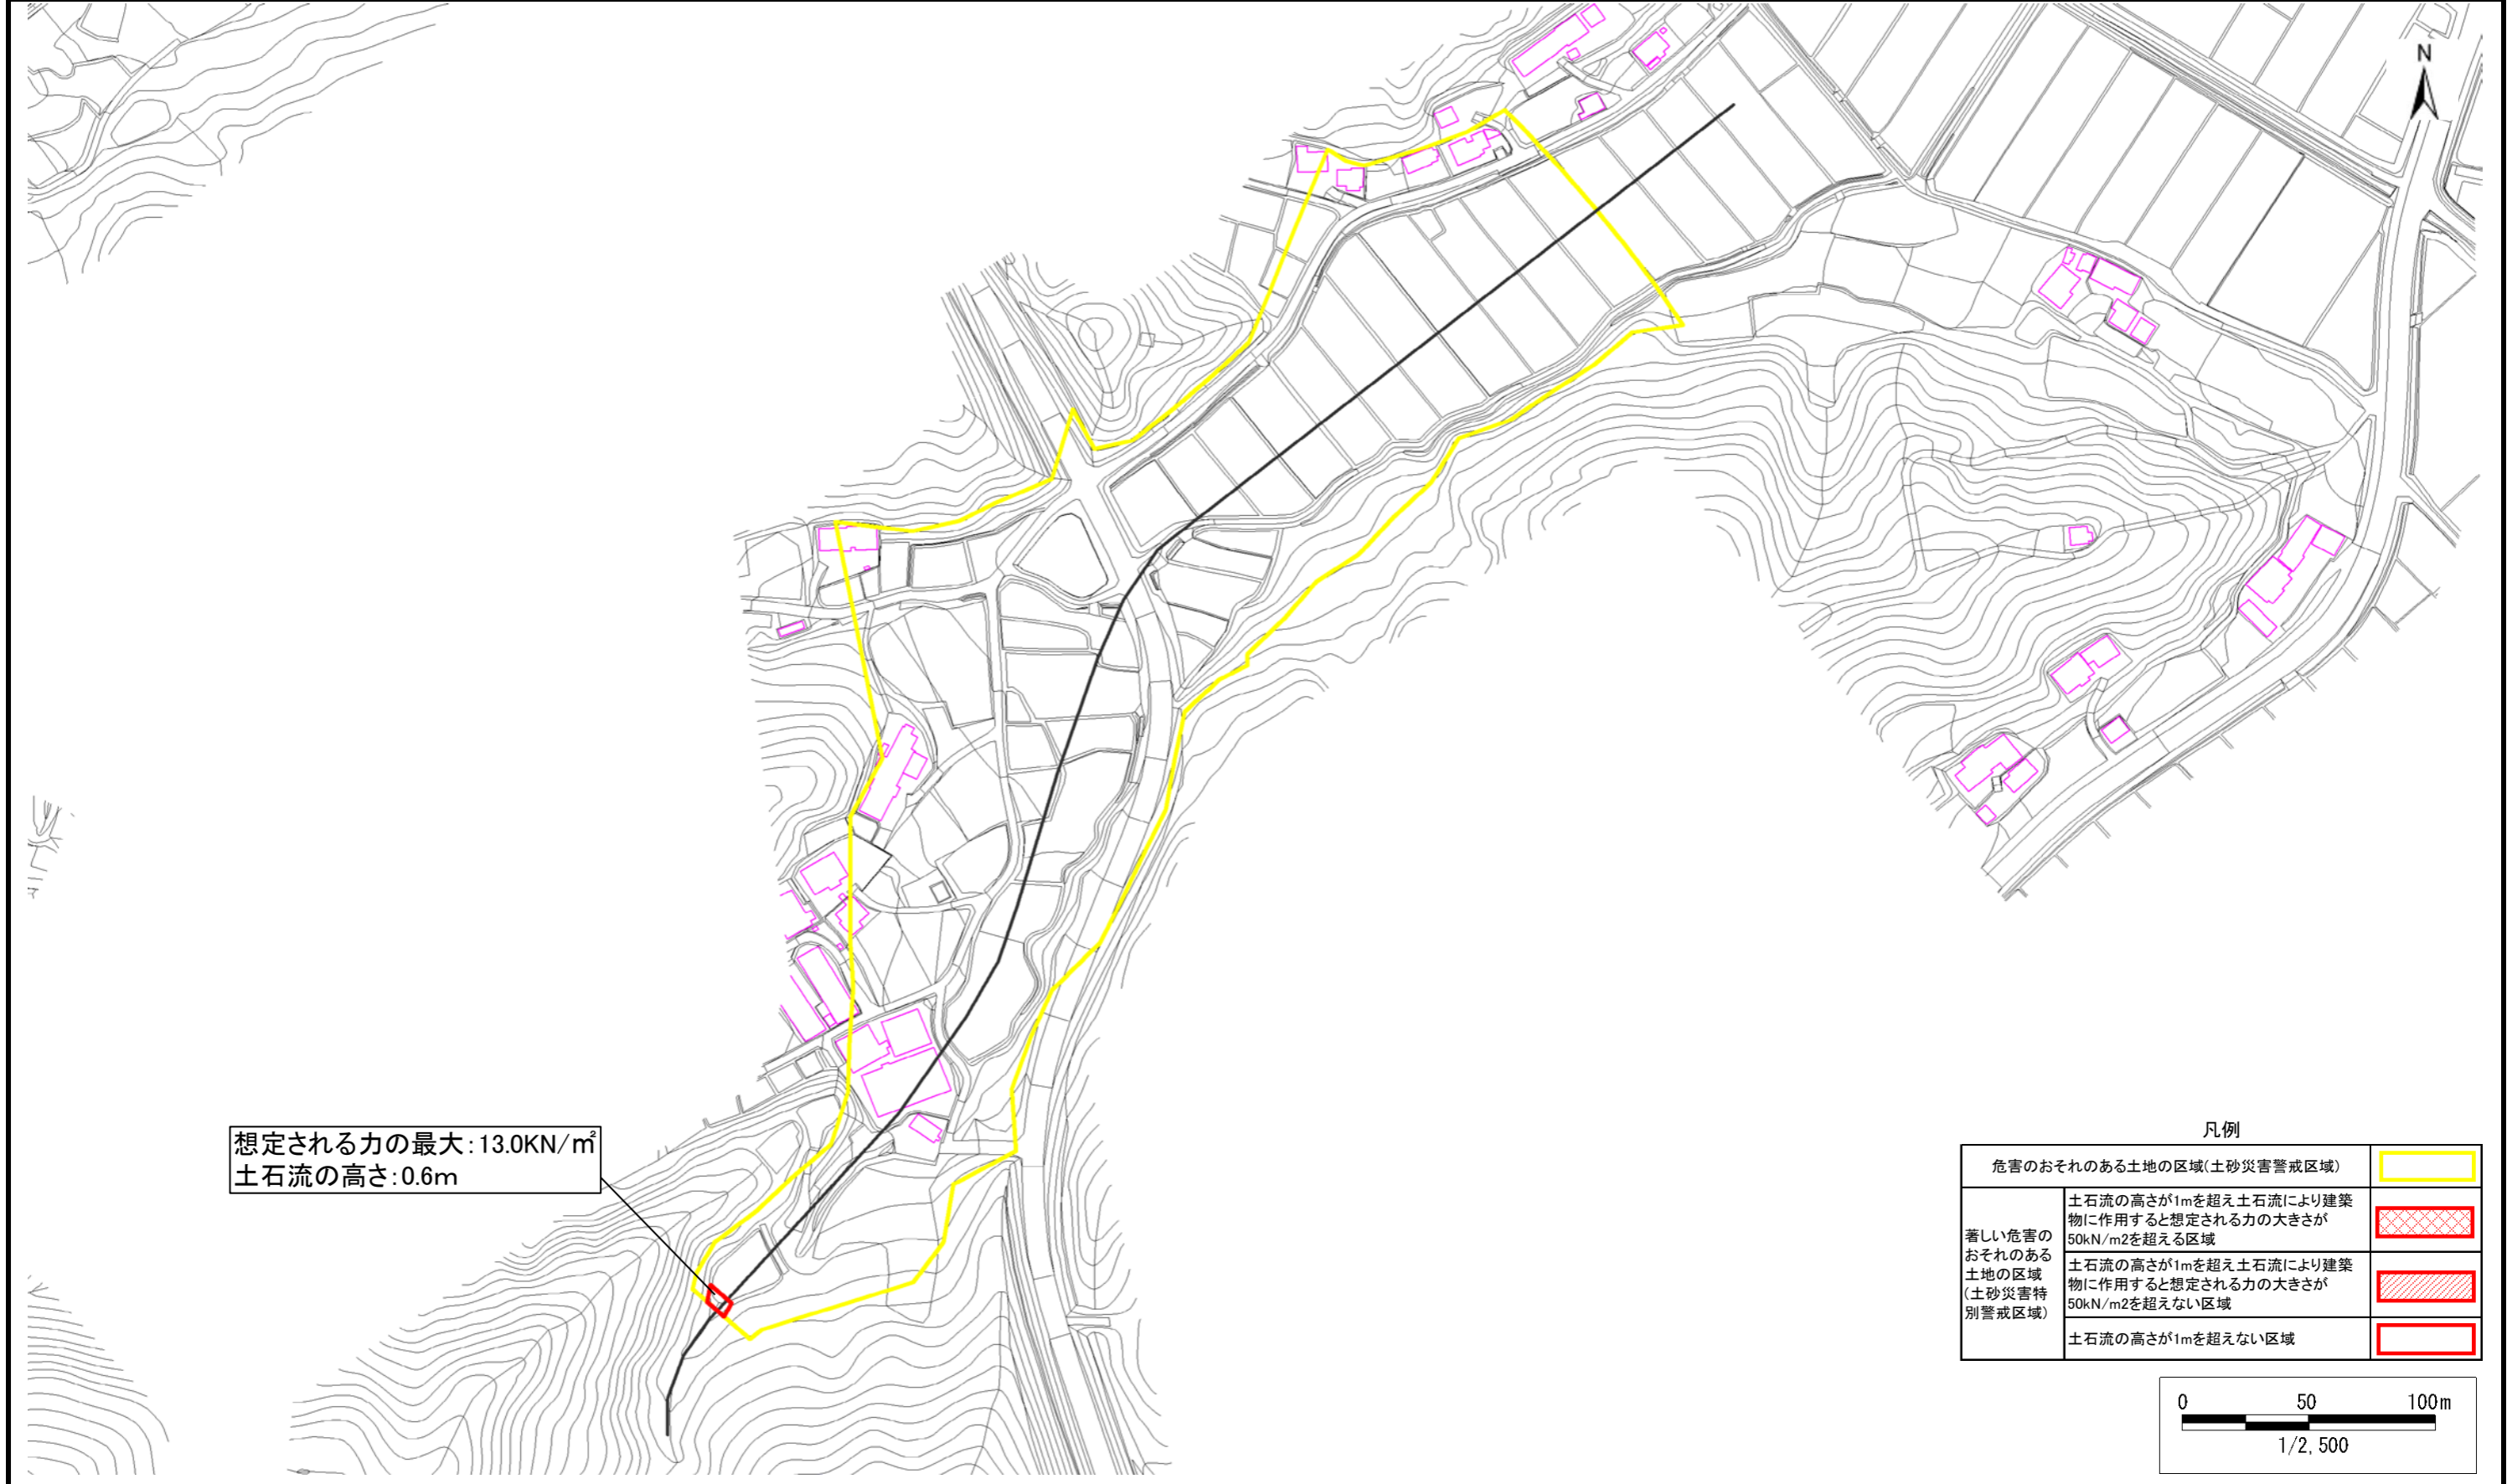 N
想定される力の最大:13.0KN/㎡
土石流の高さ:0.6m
凡例
危害のおそれのある土地の区域(土砂災害警戒区域)
著しい危害の
おそれのある
土地の区域
(土砂災害特
別警戒区域)
土石流の高さが1mを超え土石流により建築
物に作用すると想定される力の大きさが
50kN/m2を超える区域
土石流の高さが1mを超え土石流により建築
物に作用すると想定される力の大きさが
50kN/m2を超えない区域
土石流の高さが1mを超えない区域
0 50 100m
1/2,500